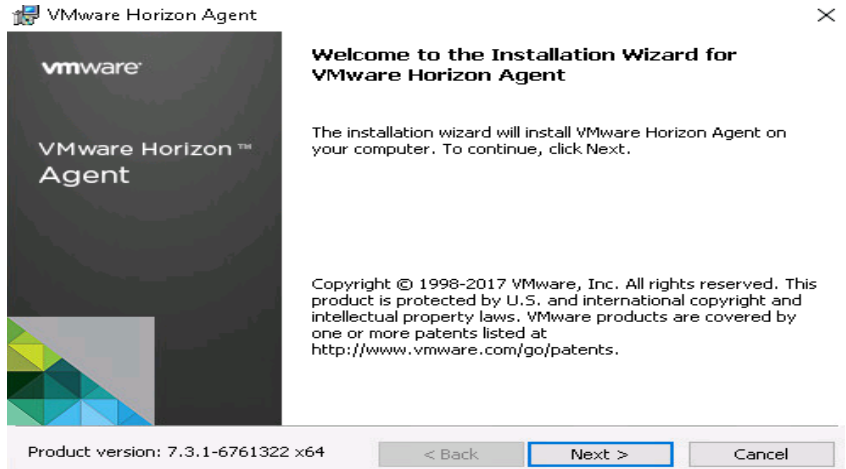 VMware Horizon Agent
vmware
VMware Horizon ™
Agent
Welcome to the Installation Wizard for
VMware Horizon Agent
The installation wizard will install VMware Horizon Agent on
your computer. To continue, click Next.
Copyright © 1998-2017 VMware, Inc. All rights reserved. This
product is protected by U.S. and international copyright and
intellectual property laws. VMware products are covered by
one or more patents listed at
http://www.vmware.com/go/patents.
Product version: 7.3.1-6761322 x64
< Back
Next >
Cancel